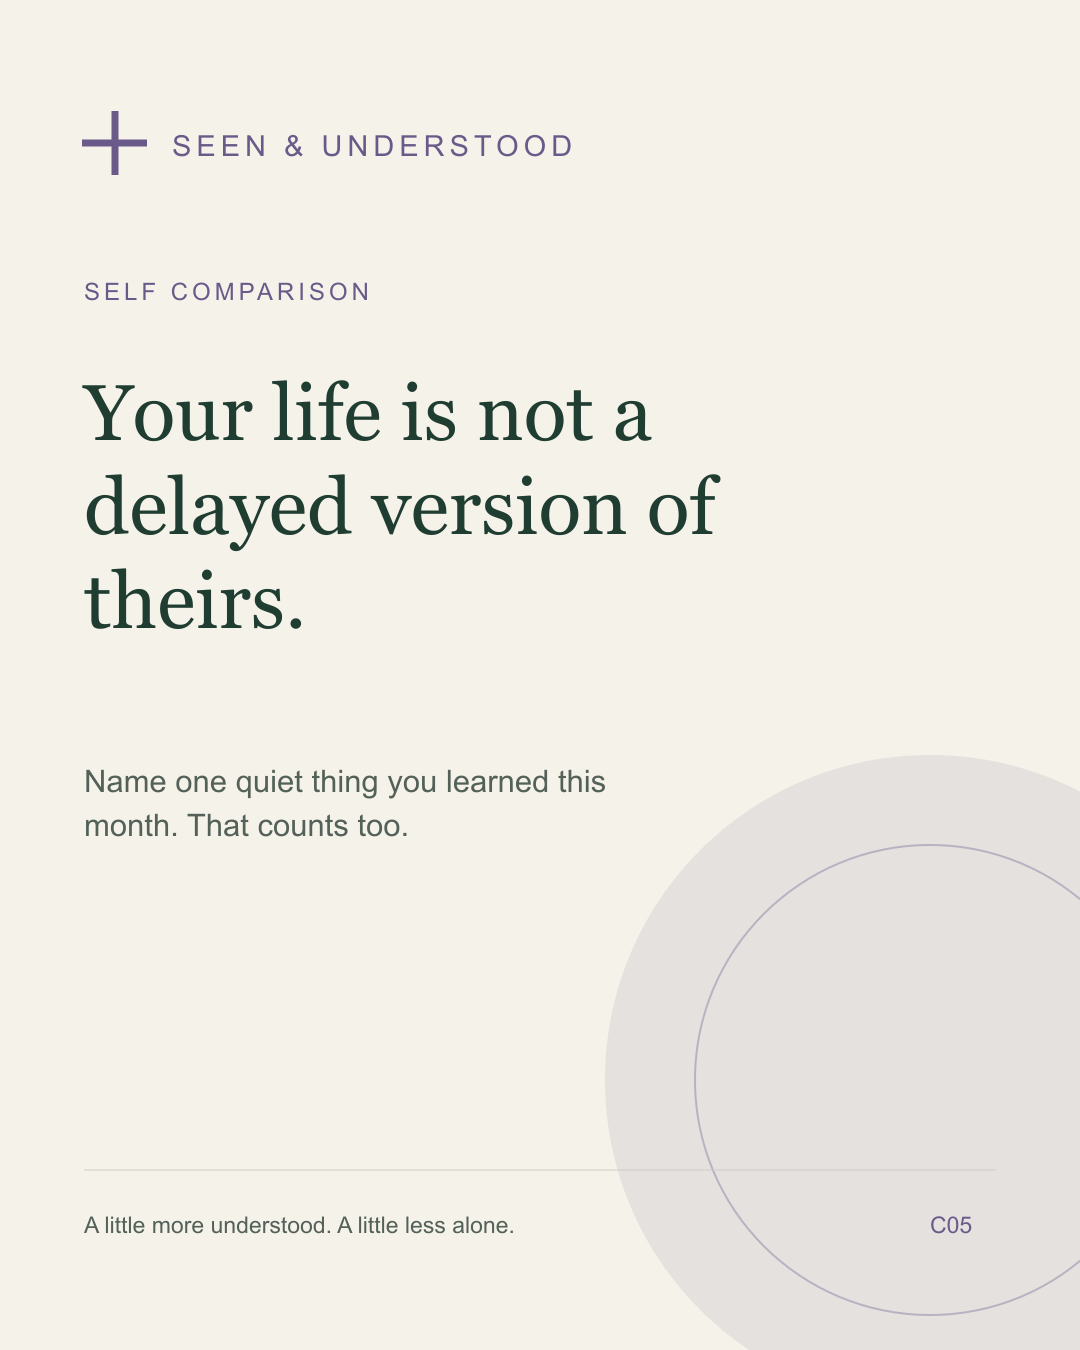 SEEN & UNDERSTOOD
SELF COMPARISON
Your life is not a
delayed version of
theirs.
Name one quiet thing you learned this
month. That counts too.
A little more understood. A little less alone.
C05